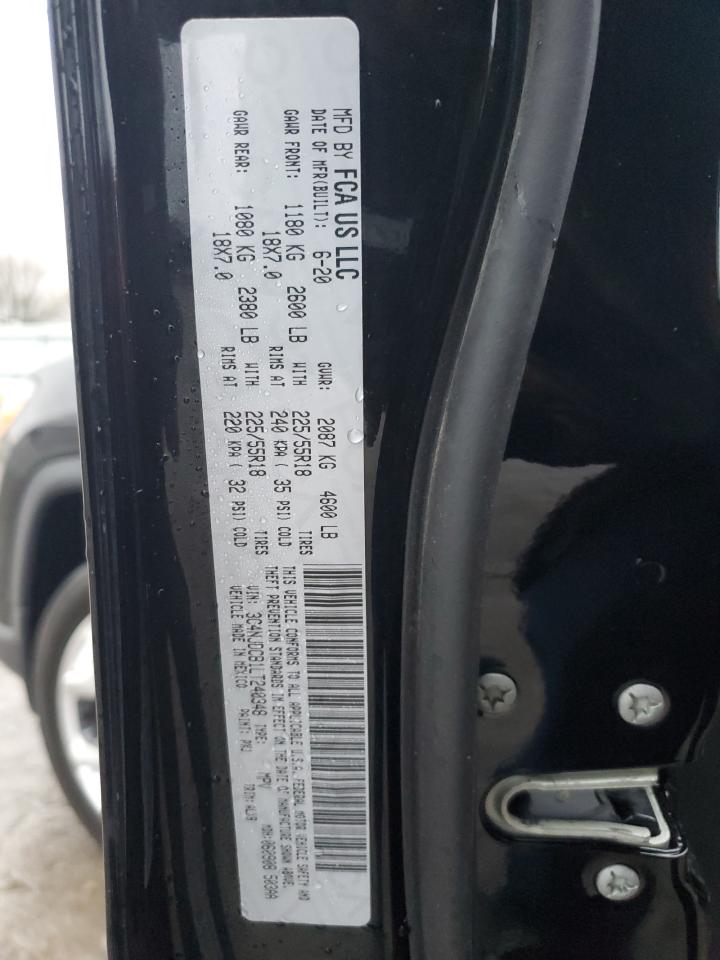 MFD BY FCA US LLC
DATE OF MFR(BUILT): 6-20 GVWR: 2087 KG 4600 LB
GAWR FRONT: 1180 KG 2600 LB WITH 225/55R18 TIRES
18X7.0 RIMS AT 240 KPA ( 35 PSI) COLD
GAWR REAR: 1080 KG 2380 LB WITH 225/55R18 TIRES
18X7.0 RIMS AT 220 KPA ( 32 PSI) COLD
THIS VEHICLE CONFORMS TO ALL APPLICABLE U.S.A. FEDERAL MOTOR VEHICLE SAFETY AND
THEFT PREVENTION STANDARDS IN EFFECT ON THE DATE OF MANUFACTURE SHOWN ABOVE.
VIN: 3C4NJDCB1LT240348 TYPE: MPV MDH: 060908 503AA
VEHICLE MADE IN MEXICO PAINT: PXJ TRIM: